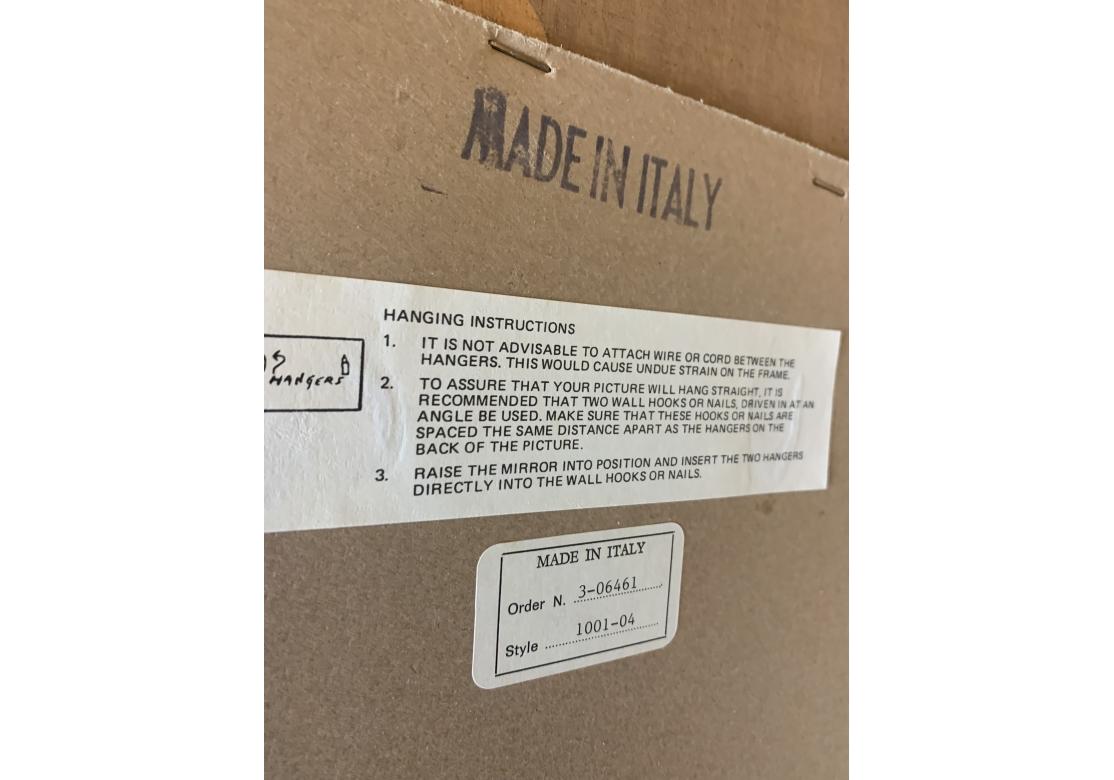 MADE IN ITALY
HANGING INSTRUCTIONS
1. IT IS NOT ADVISABLE TO ATTACH WIRE OR CORD BETWEEN THE
HANGERS. THIS WOULD CAUSE UNDUE STRAIN ON THE FRAME.
2. TO ASSURE THAT YOUR PICTURE WILL HANG STRAIGHT, IT IS
RECOMMENDED THAT TWO WALL HOOKS OR NAILS, DRIVEN IN AT AN
ANGLE BE USED. MAKE SURE THAT THESE HOOKS OR NAILS ARE
SPACED THE SAME DISTANCE APART AS THE HANGERS ON THE
BACK OF THE PICTURE.
3. RAISE THE MIRROR INTO POSITION AND INSERT THE TWO HANGERS
DIRECTLY INTO THE WALL HOOKS OR NAILS.
HANGERS
MADE IN ITALY
Order N. 3-06461
Style 1001-04